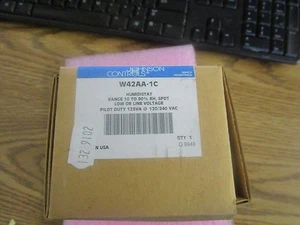 JOHNSON
CONTROLS
W42AA-1C
HUMIDISTAT
RANGE 10 TO 90% RH, SPDT
LOW OR LINE VOLTAGE
PILOT DUTY 125VA @ 120/240 VAC
QTY 1
IN USA